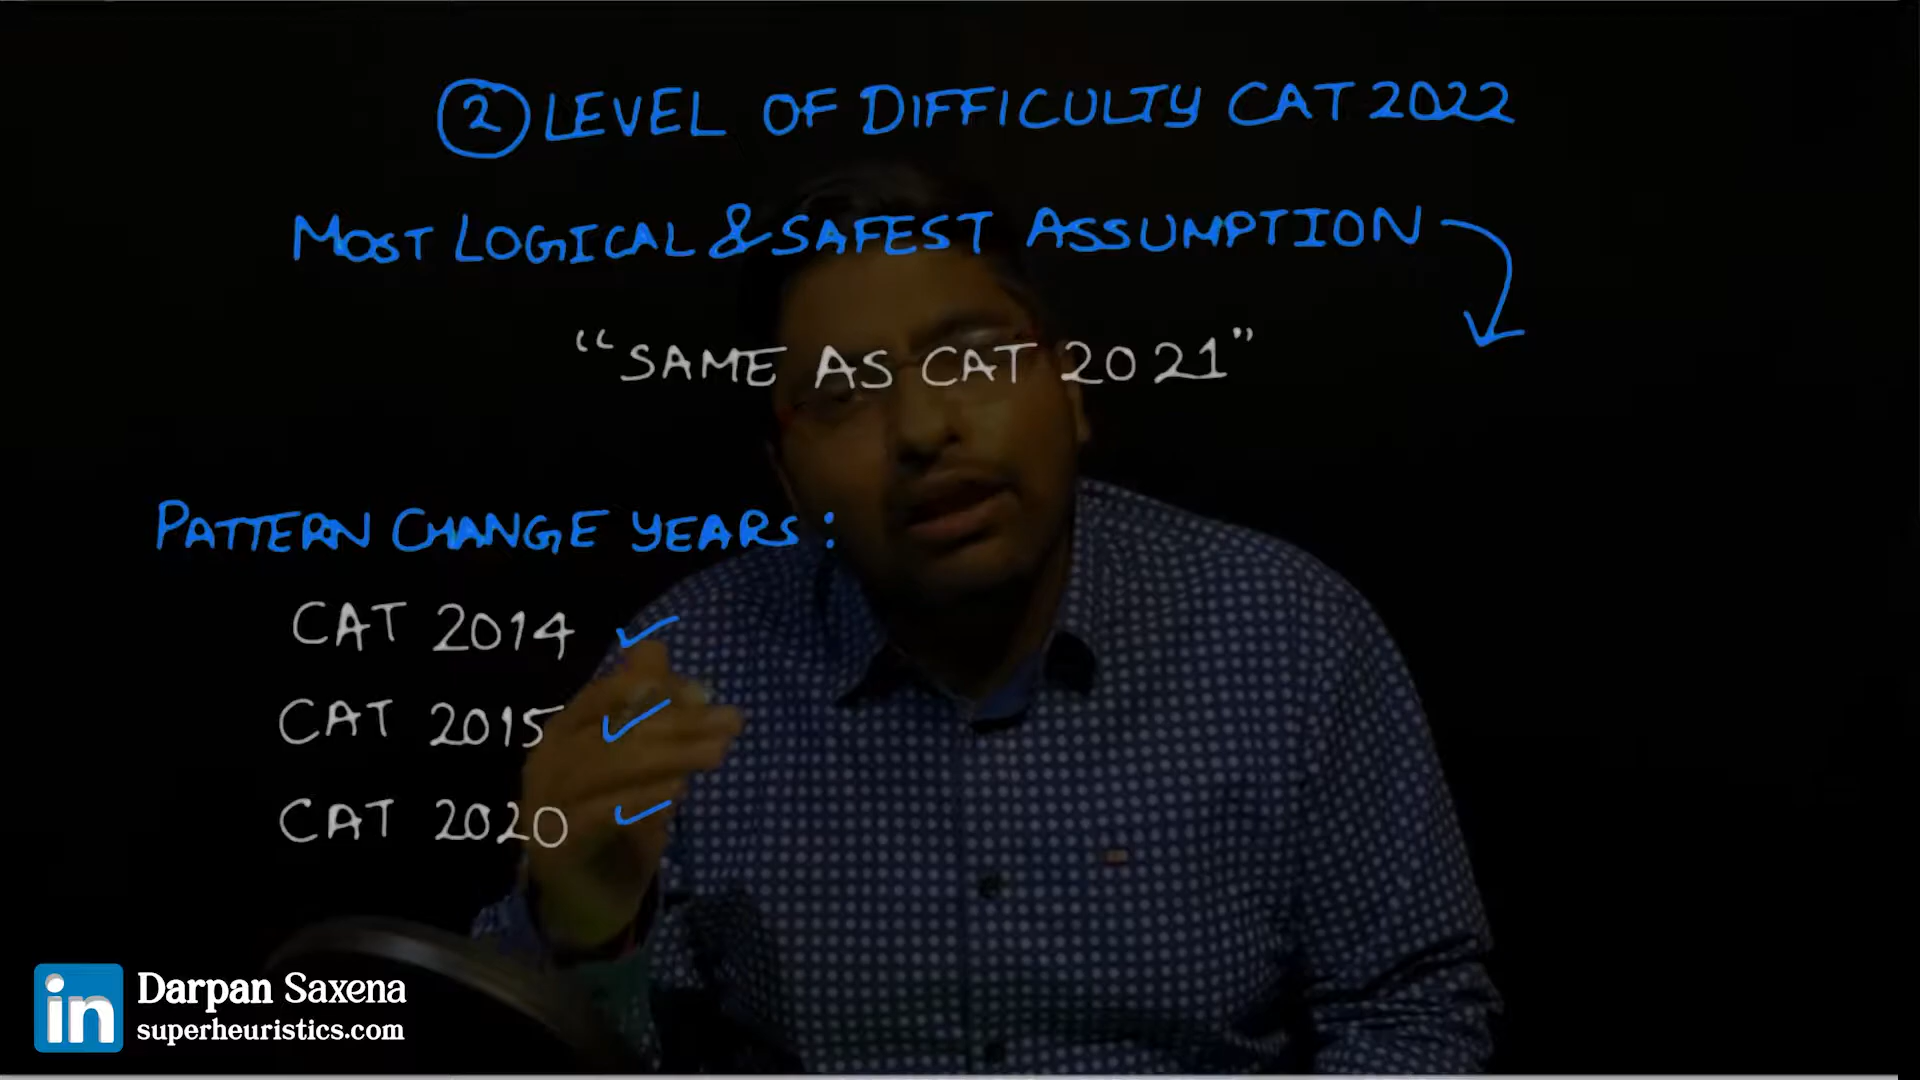 2 LEVEL OF DIFFICULTY CAT 2022
MOST LOGICAL & SAFEST ASSUMPTION
"SAME AS CAT 2021"
PATTERN CHANGE YEARS:
CAT 2014 ✓
CAT 2015 ✓
CAT 2020 ✓
in
Darpan Saxena
superheuristics.com